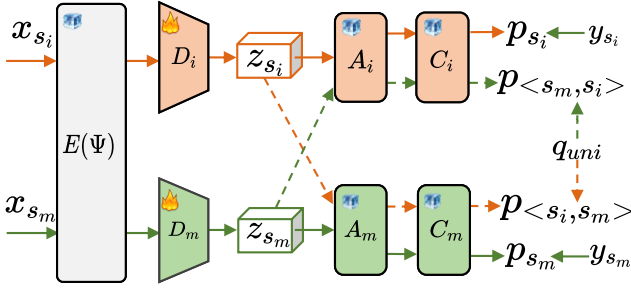 x_{s_i} D_i z_{s_i} A_i C_i p_{s_i} y_{s_i}
p_{<s_m,s_i>}
E(Ψ) q_{uni}
x_{s_m} D_m z_{s_m} A_m C_m p_{<s_i,s_m>}
p_{s_m} y_{s_m}